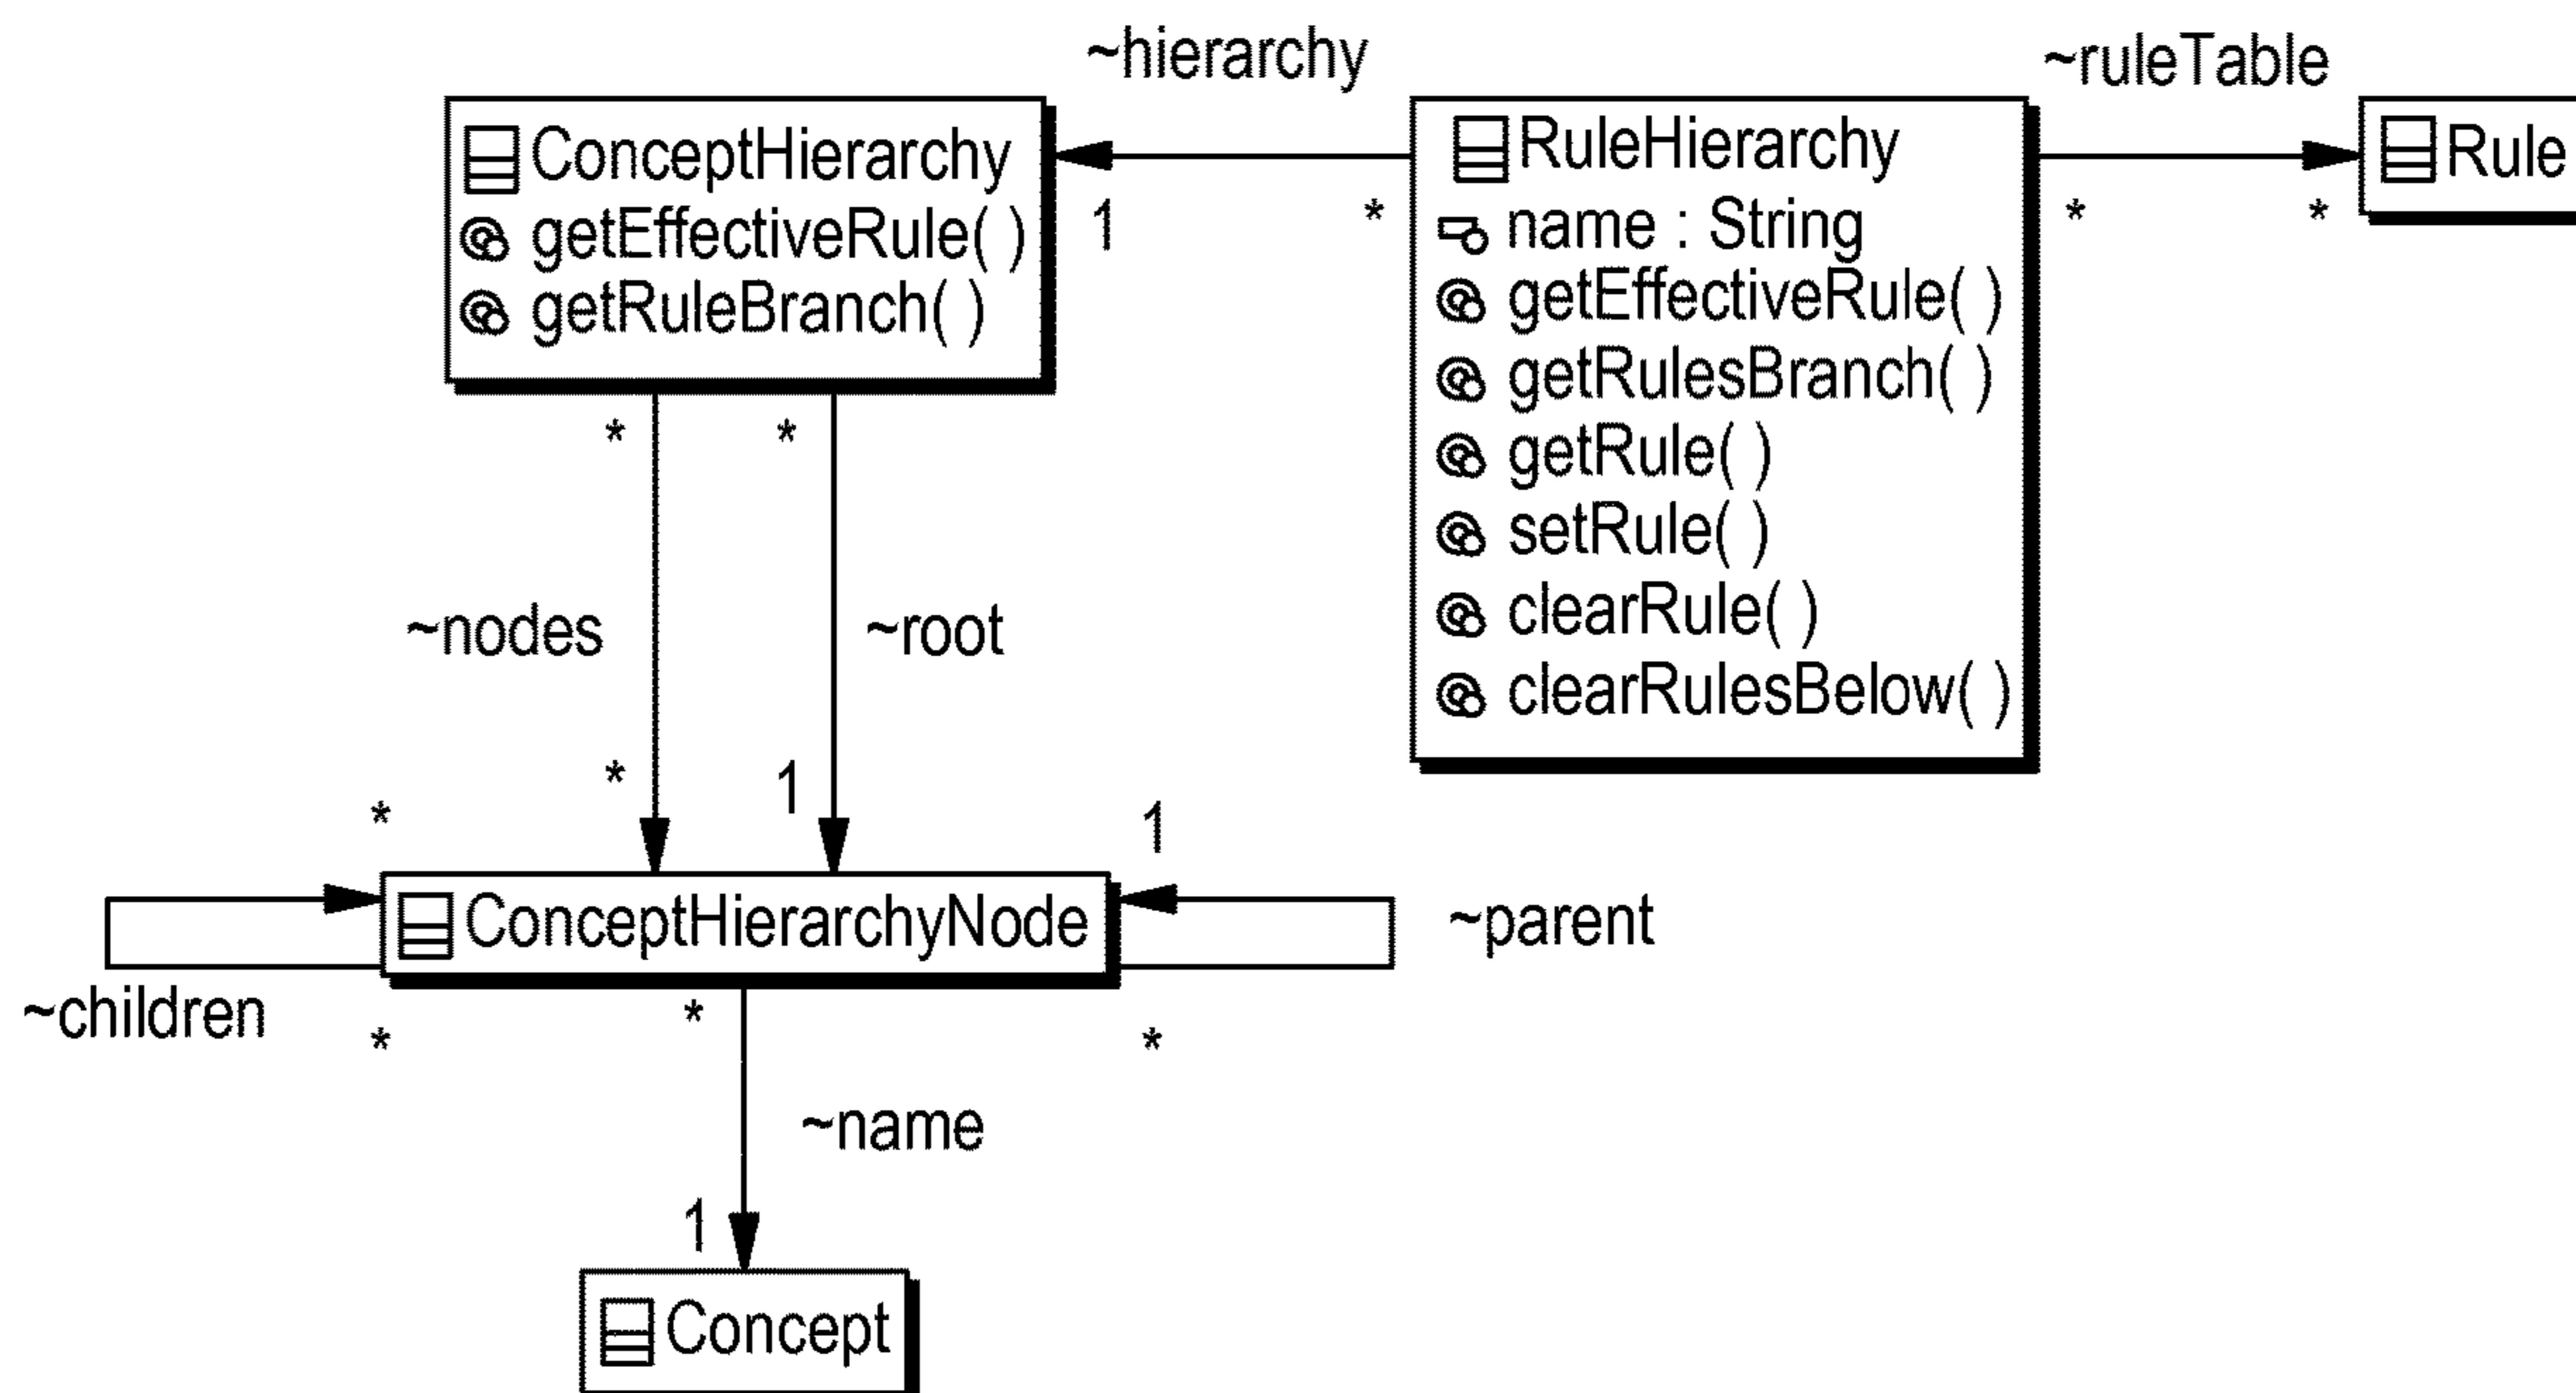 ~hierarchy
~ruleTable
ConceptHierarchy
getEffectiveRule( )
getRuleBranch( )
1
*
RuleHierarchy
name : String
getEffectiveRule( )
getRulesBranch( )
getRule( )
setRule( )
clearRule( )
clearRulesBelow( )
*
*
Rule
*
*
~nodes
~root
*
1
*
1
ConceptHierarchyNode
~parent
~children
*
*
*
~name
1
Concept